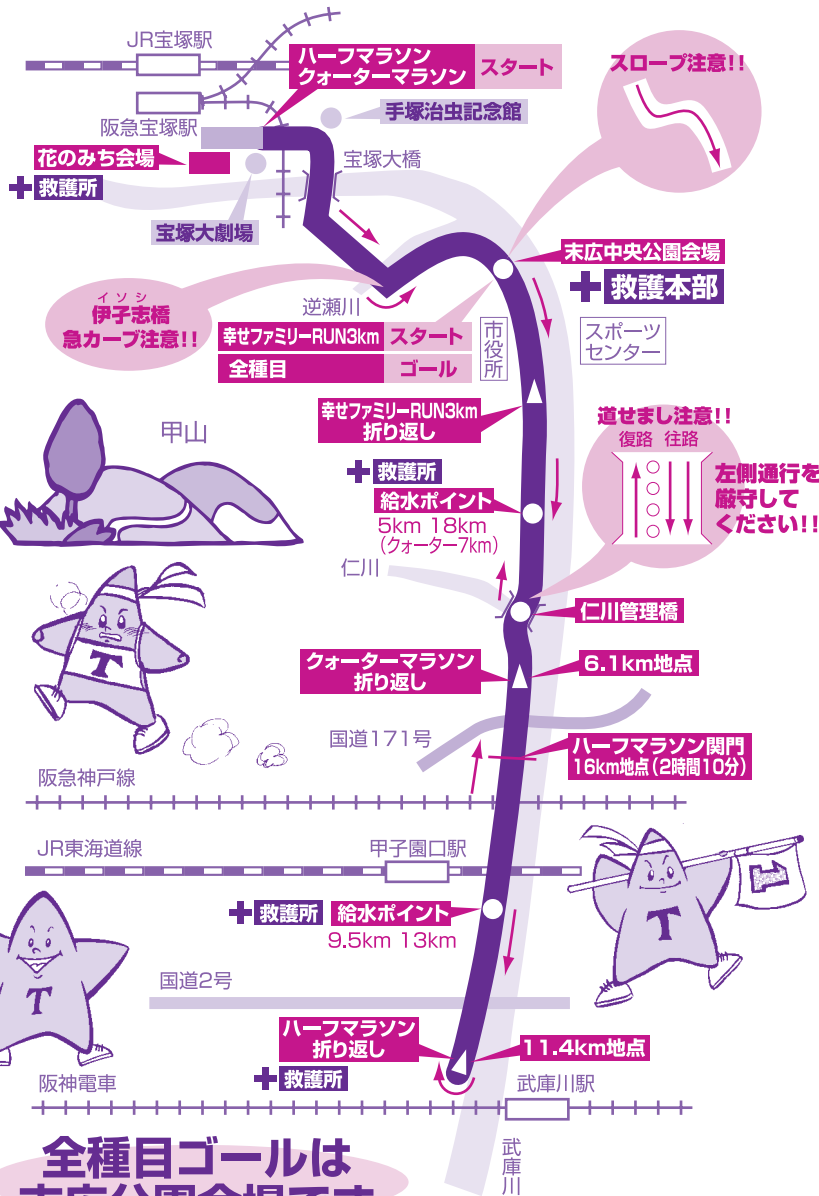 JR宝塚駅
ハーフマラソン
クォーターマラソン
スタート
スロープ注意!!
手塚治虫記念館
阪急宝塚駅
花のみち会場
宝塚大橋
救護所
宝塚大劇場
末広中央公園会場
救護本部
イソシ
伊子志橋
急カーブ注意!!
逆瀬川
幸せファミリーRUN3km
スタート
全種目
ゴール
市役所
スポーツ
センター
幸せファミリーRUN3km
折り返し
道せまし注意!!
復路 往路
左側通行を
厳守して
ください!!
甲山
救護所
給水ポイント
5km 18km
(クォーター7km)
仁川
仁川管理橋
T
クォーターマラソン
折り返し
6.1km地点
国道171号
ハーフマラソン関門
16km地点(2時間10分)
阪急神戸線
JR東海道線
甲子園口駅
1
T
救護所
給水ポイント
9.5km 13km
T
国道2号
ハーフマラソン
折り返し
11.4km地点
救護所
阪神電車
武庫川駅
武庫川
全種目ゴールは
末広公園会場です